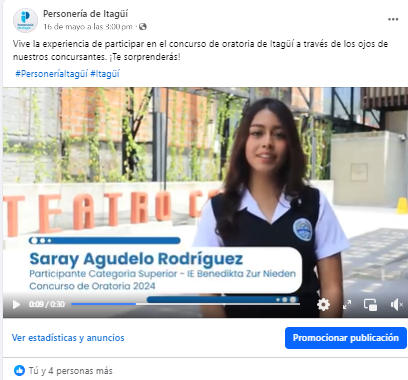 Personería de Itagüí
16 de mayo a las 3:00 pm.
Vive la experiencia de participar en el concurso de oratoria de Itagüí a través de los ojos de
nuestros concursantes. ¡Te sorprenderás!
#PersoneríaItagüí #Itagüí
TEATRO
Saray Agudelo Rodríguez
Participante Categoria Superior - IE Benedikta Zur Nieden
Concurso de Oratoria 2024
0:09 / 0:30
Ver estadísticas y anuncios
Promocionar publicación
Tú y 4 personas más